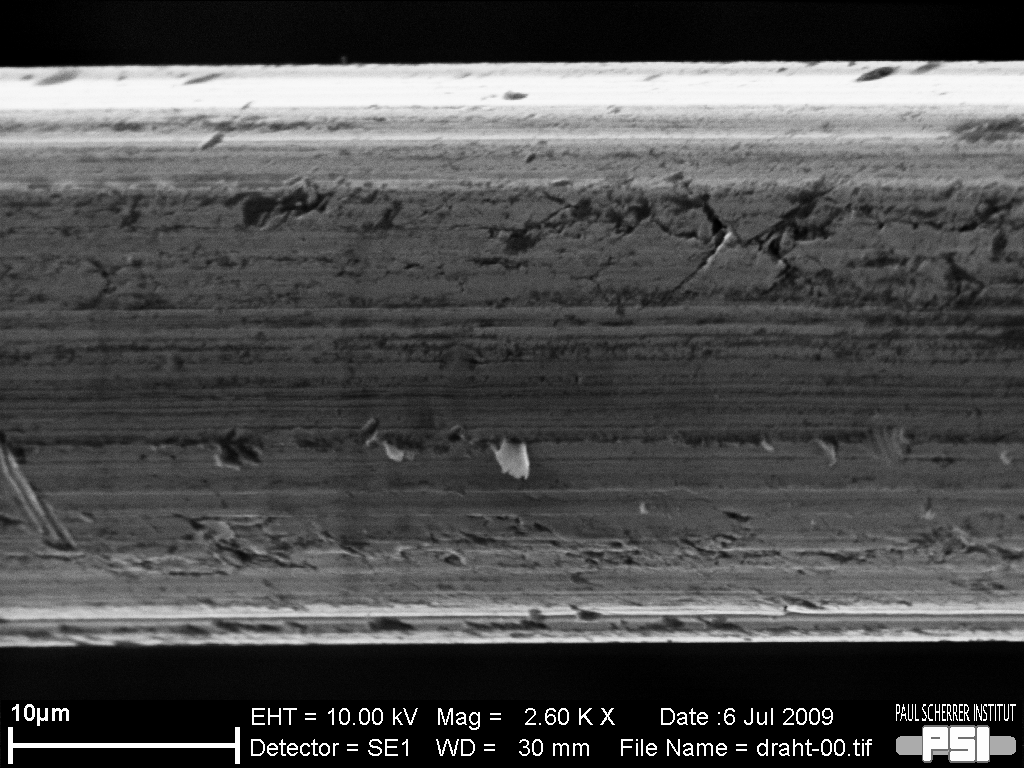 10µm
EHT = 10.00 kV Mag = 2.60 K X Date :6 Jul 2009
Detector = SE1 WD = 30 mm File Name = draht-00.tif
PAUL SCHERRER INSTITUT
PSI